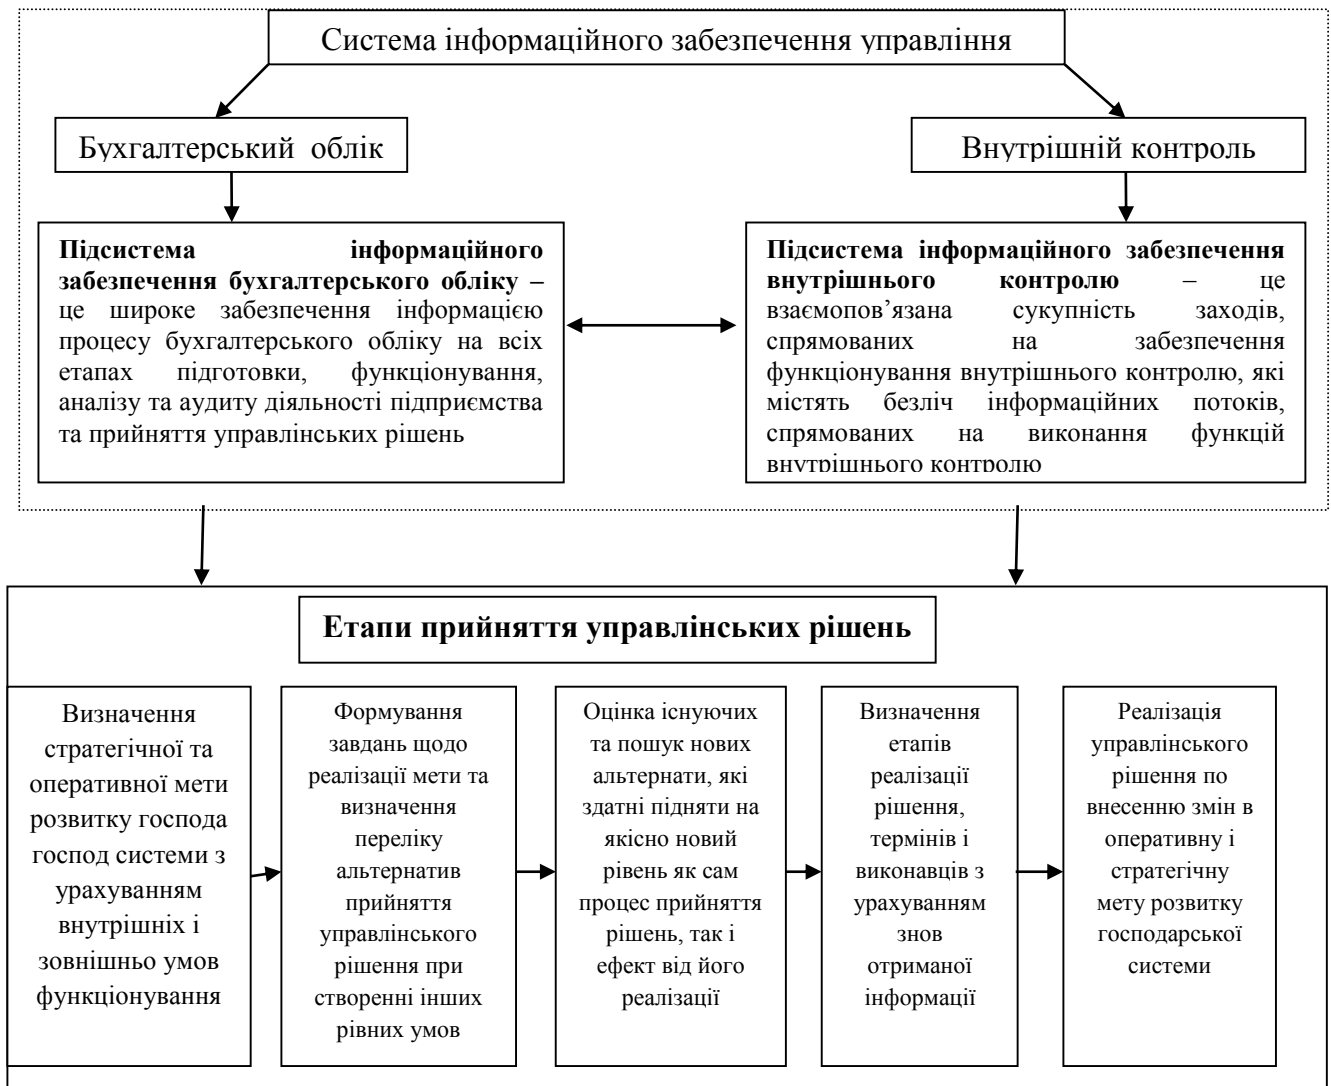 Система інформаційного забезпечення управління
Бухгалтерський облік
Внутрішній контроль
Підсистема інформаційного
забезпечення бухгалтерського обліку –
це широке забезпечення інформацією
процесу бухгалтерського обліку на всіх
етапах підготовки, функціонування,
аналізу та аудиту діяльності підприємства
та прийняття управлінських рішень
Підсистема інформаційного забезпечення
внутрішнього контролю – це
взаємопов’язана сукупність заходів,
спрямованих на забезпечення
функціонування внутрішнього контролю, які
містять безліч інформаційних потоків,
спрямованих на виконання функцій
внутрішнього контролю
Етапи прийняття управлінських рішень
Визначення
стратегічної та
оперативної мети
розвитку господа
господ системи з
урахуванням
внутрішніх і
зовнішньо умов
функціонування
Формування
завдань щодо
реалізації мети та
визначення
переліку
альтернатив
прийняття
управлінського
рішення при
створенні інших
рівних умов
Оцінка існуючих
та пошук нових
альтернати, які
здатні підняти на
якісно новий
рівень як сам
процес прийняття
рішень, так і
ефект від його
реалізації
Визначення
етапів
реалізації
рішення,
термінів і
виконавців з
урахуванням
знов
отриманої
інформації
Реалізація
управлінського
рішення по
внесенню змін в
оперативну і
стратегічну
мету розвитку
господарської
системи